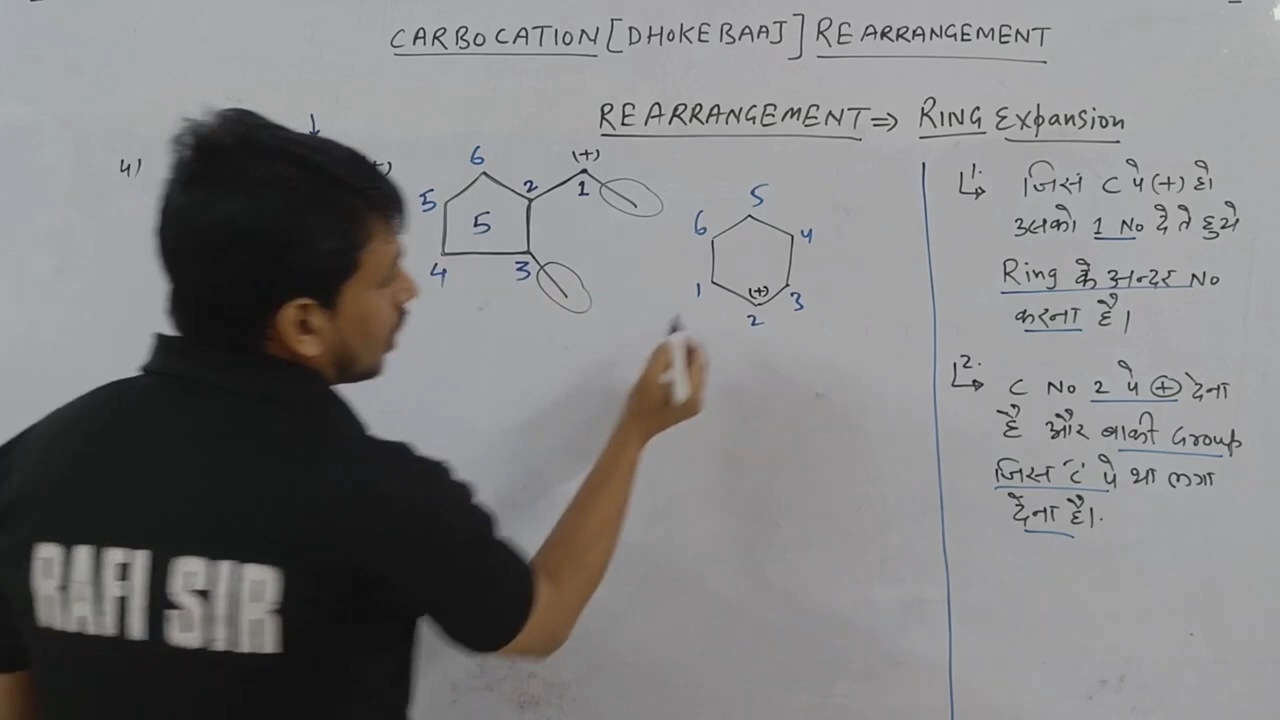 CARBOCATION [DHOKEBAAJ] REARRANGEMENT
REARRANGEMENT ⇒ RING Expansion
4)
(+)
6
5
5
4
3
2
1
5
6
4
1
(+)
3
2
1.
जिस C पे (+) हो
उसको 1 No देते हुये
Ring के अन्दर No
करना है।
2.
C No 2 पे ⊕ देना
है और बाकी Group
जिस 'C' पे था लगा
देना है।.
RAFI SIR